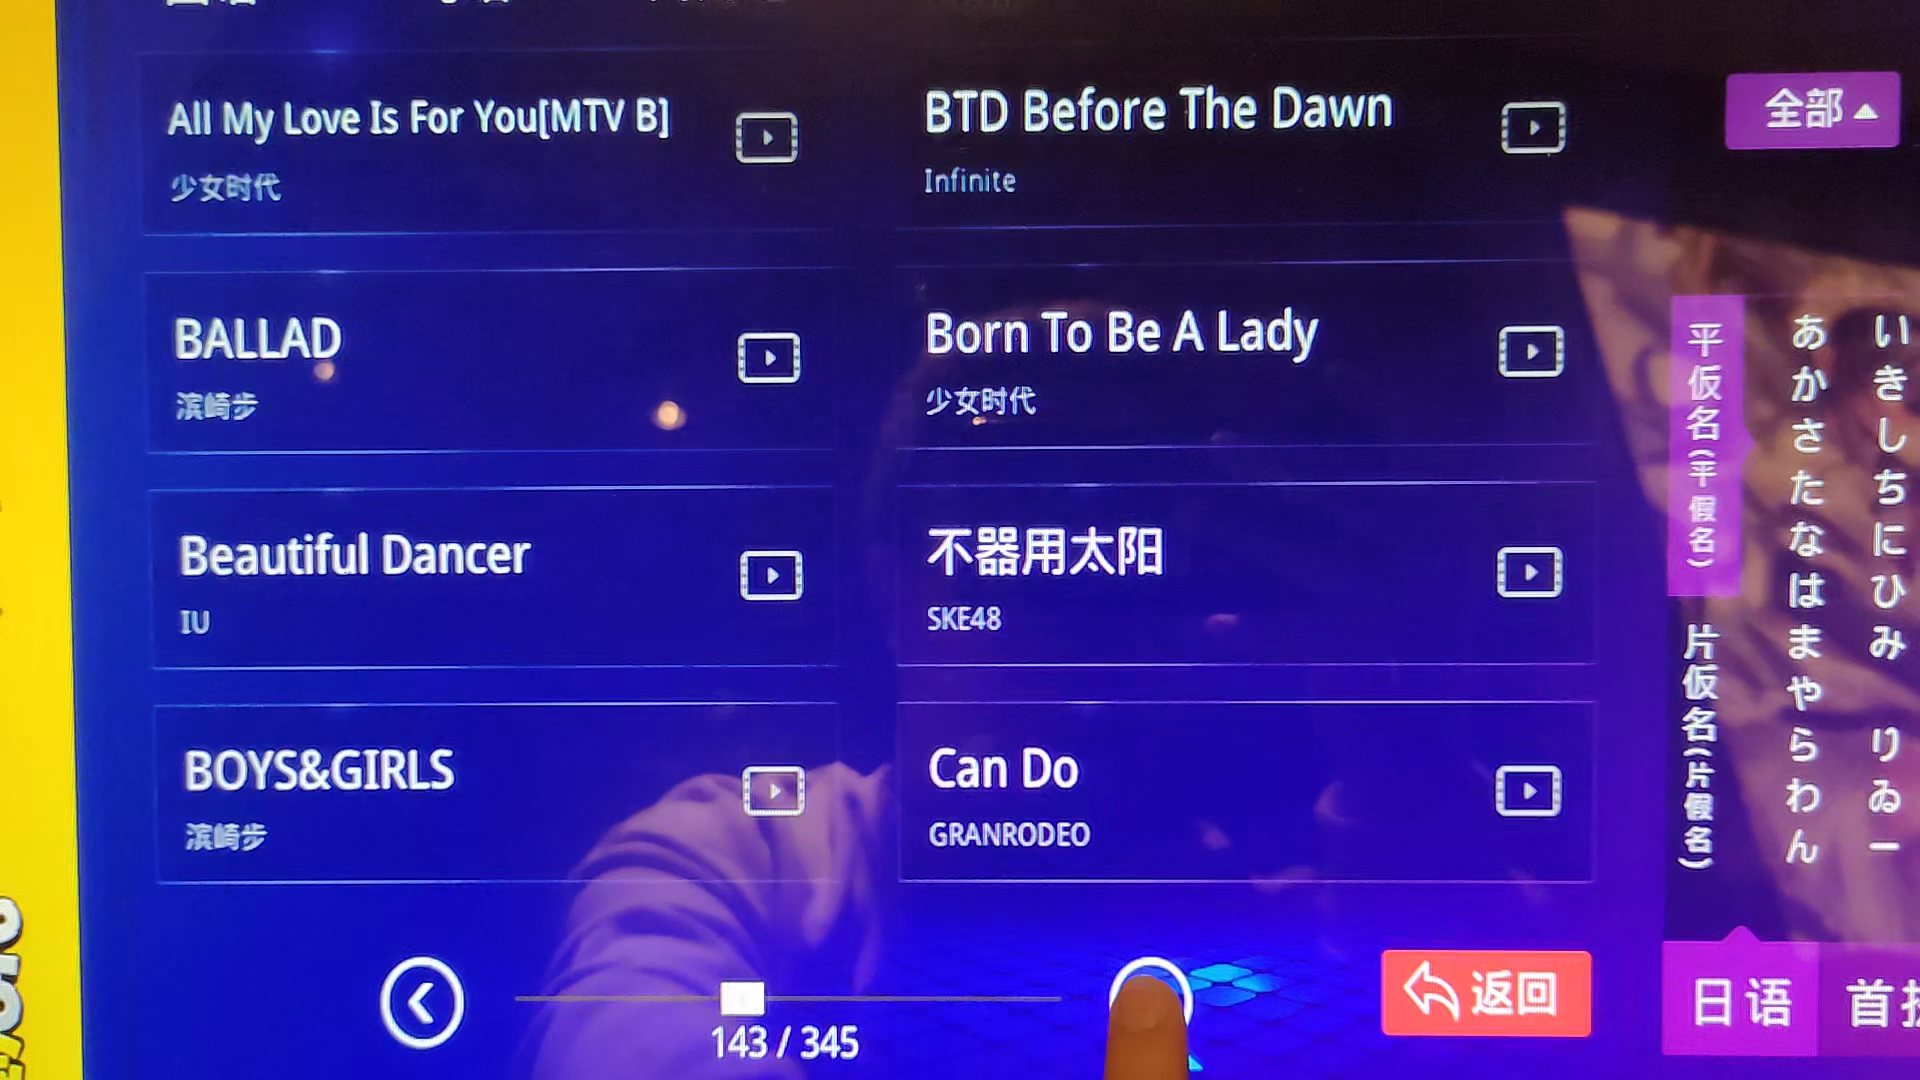 All My Love Is For You[MTV B]
少女时代
BTD Before The Dawn
Infinite
BALLAD
滨崎步
Born To Be A Lady
少女时代
Beautiful Dancer
IU
不器用太阳
SKE48
BOYS&GIRLS
滨崎步
Can Do
GRANRODEO
143 / 345
返回
全部
平仮名(平假名)
片仮名(片假名)
あかさたなはまやらわん
いきしちにひみ りゐー
日语
首